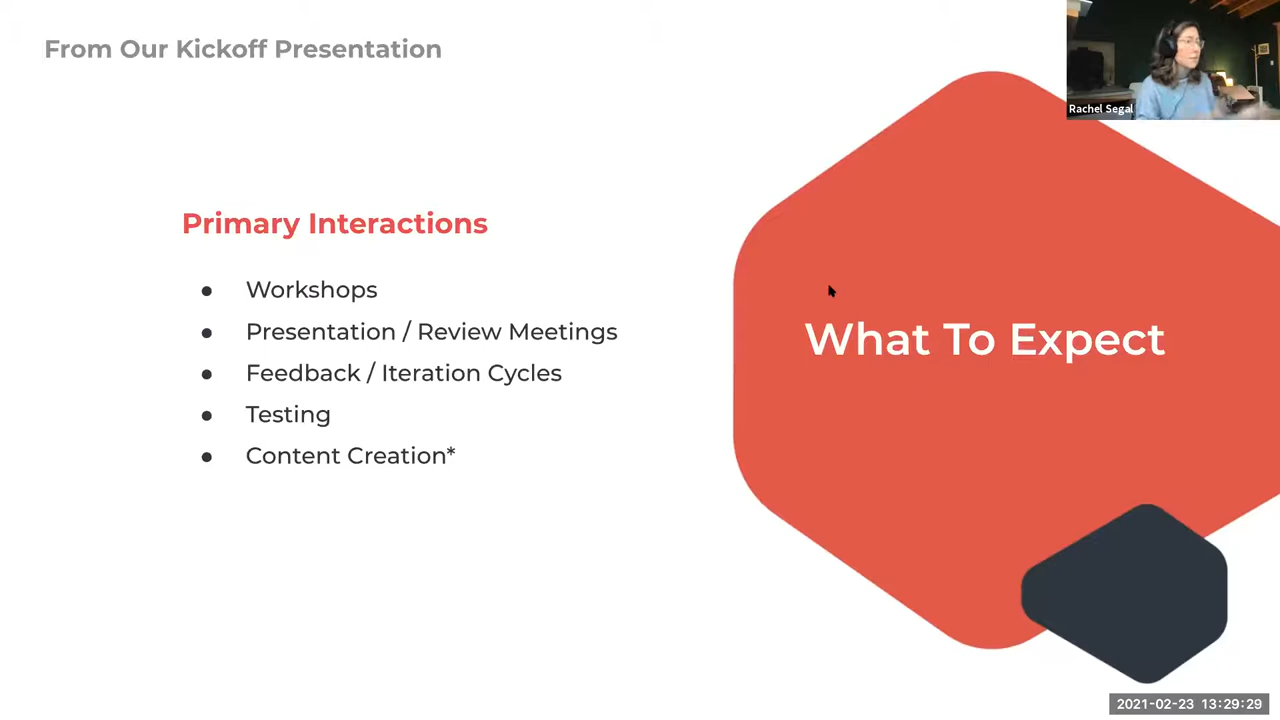 From Our Kickoff Presentation
Rachel Segal
Primary Interactions
● Workshops
● Presentation / Review Meetings
● Feedback / Iteration Cycles
● Testing
● Content Creation*
What To Expect
2021-02-23 13:29:29